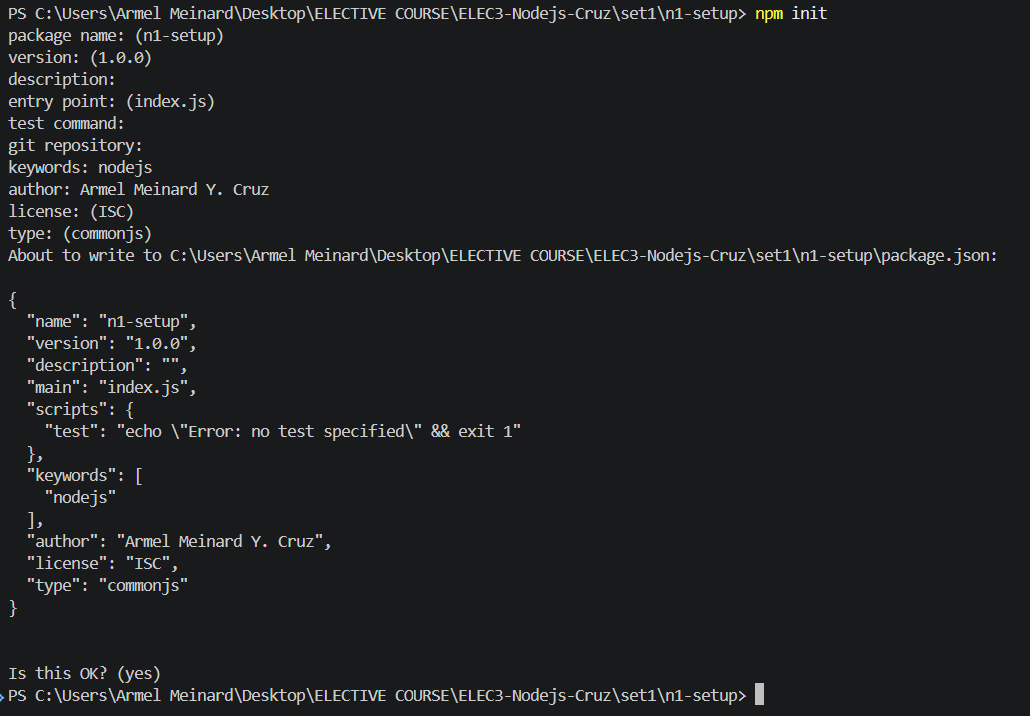 PS C:\Users\Armel Meinard\Desktop\ELECTIVE COURSE\ELEC3-Nodejs-Cruz\set1\n1-setup> npm init
package name: (n1-setup)
version: (1.0.0)
description:
entry point: (index.js)
test command:
git repository:
keywords: nodejs
author: Armel Meinard Y. Cruz
license: (ISC)
type: (commonjs)
About to write to C:\Users\Armel Meinard\Desktop\ELECTIVE COURSE\ELEC3-Nodejs-Cruz\set1\n1-setup\package.json:

{
  "name": "n1-setup",
  "version": "1.0.0",
  "description": "",
  "main": "index.js",
  "scripts": {
    "test": "echo \"Error: no test specified\" && exit 1"
  },
  "keywords": [
    "nodejs"
  ],
  "author": "Armel Meinard Y. Cruz",
  "license": "ISC",
  "type": "commonjs"
}

Is this OK? (yes)
PS C:\Users\Armel Meinard\Desktop\ELECTIVE COURSE\ELEC3-Nodejs-Cruz\set1\n1-setup>